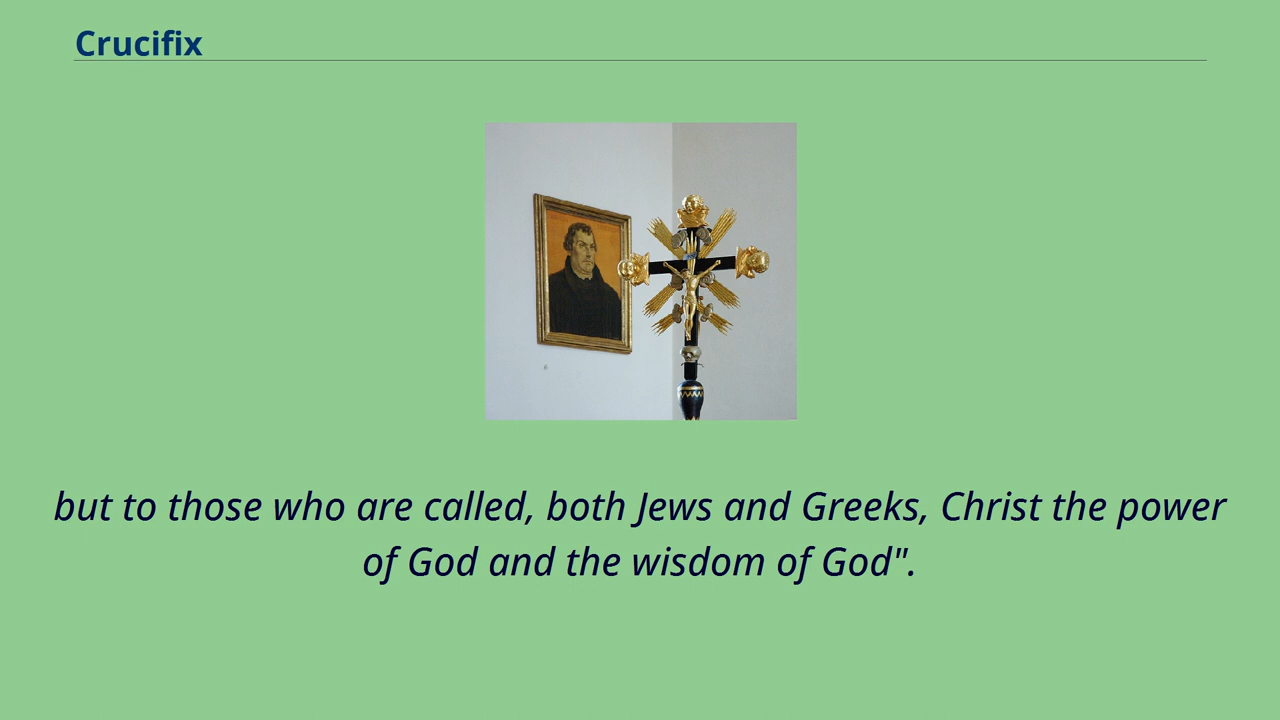 Crucifix
but to those who are called, both Jews and Greeks, Christ the power
of God and the wisdom of God".